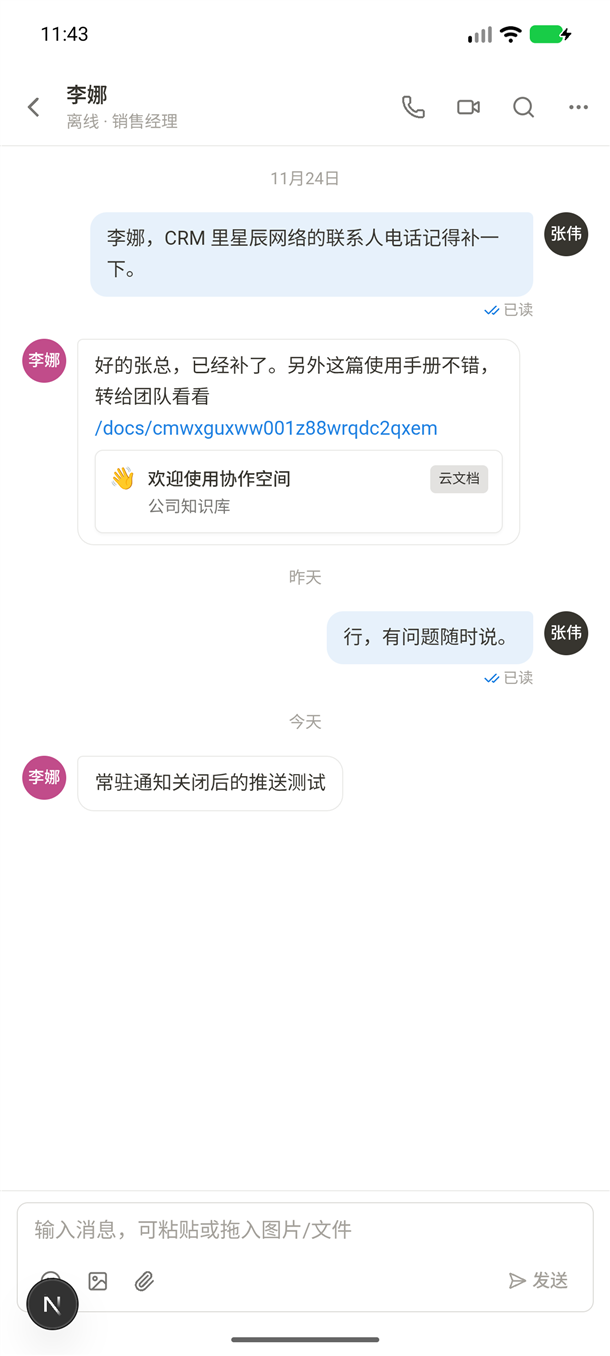 11:43
李娜
离线 · 销售经理
11月24日
李娜，CRM 里星辰网络的联系人电话记得补一
下。
张伟
已读
李娜
好的张总，已经补了。另外这篇使用手册不错，
转给团队看看
/docs/cmwxguxww001z88wrqdc2qxem
👋 欢迎使用协作空间
云文档
公司知识库
昨天
行，有问题随时说。
张伟
已读
今天
李娜
常驻通知关闭后的推送测试
输入消息，可粘贴或拖入图片/文件
发送
N